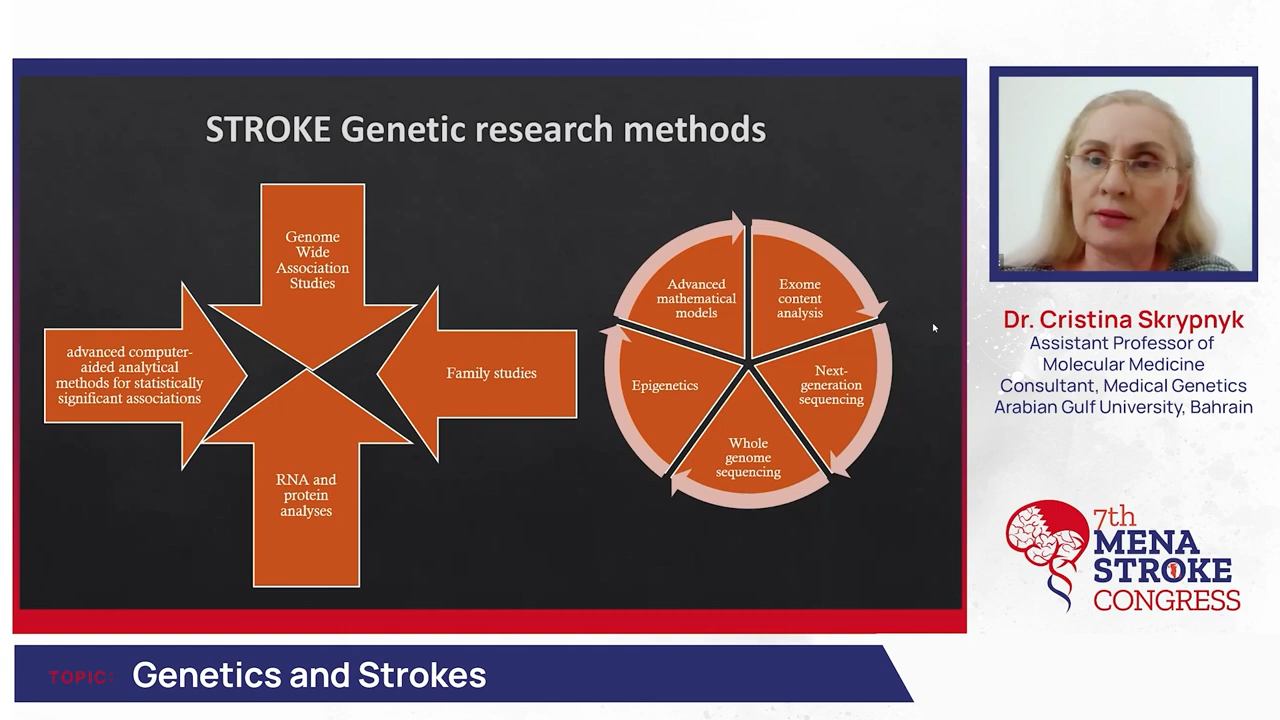 STROKE Genetic research methods
Genome
Wide
Association
Studies
advanced computer-
aided analytical
methods for statistically
significant associations
Family studies
RNA and
protein
analyses
Advanced
mathematical
models
Exome
content
analysis
Epigenetics
Next-
generation
sequencing
Whole
genome
sequencing
Dr. Cristina Skrypnyk
Assistant Professor of
Molecular Medicine
Consultant, Medical Genetics
Arabian Gulf University, Bahrain
7th
MENA
STROKE
CONGRESS
TOPIC: Genetics and Strokes